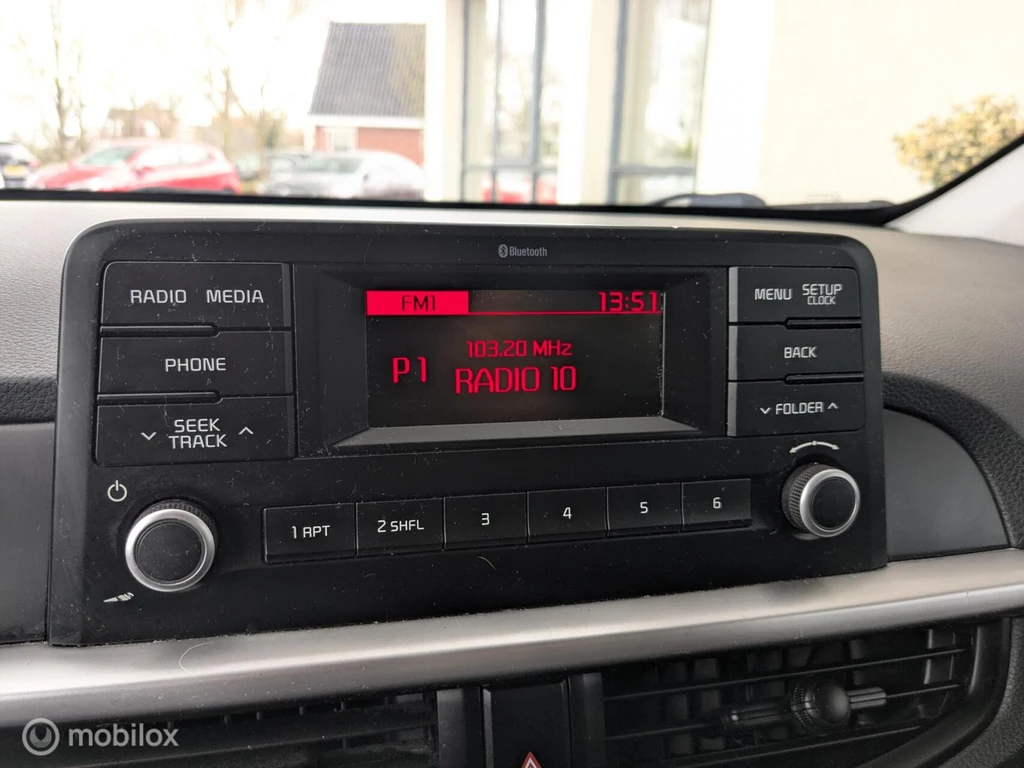 Bluetooth
RADIO MEDIA
PHONE
SEEK
TRACK
FM1 13:51
103.20 MHz
P1 RADIO 10
MENU SETUP
CLOCK
BACK
FOLDER
1 RPT 2 SHFL 3 4 5 6
mobilox